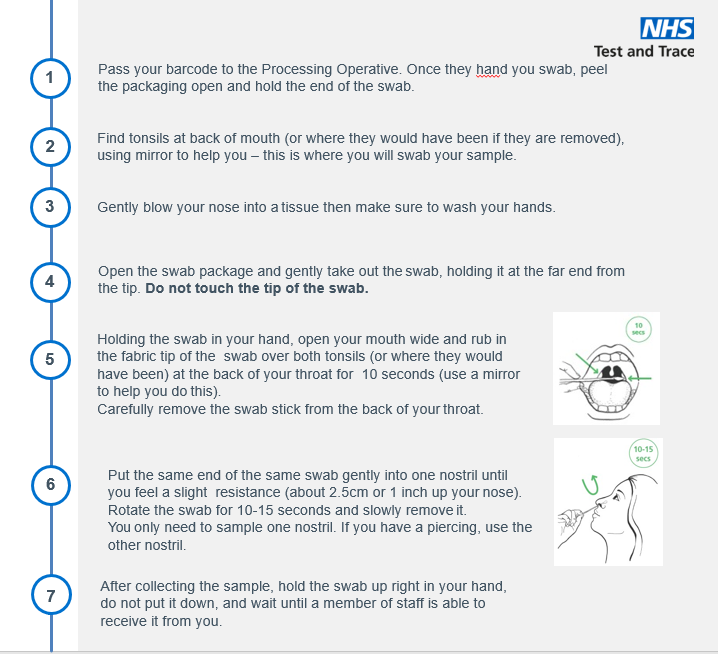 NHS
Test and Trace
1
Pass your barcode to the Processing Operative. Once they hand you swab, peel
the packaging open and hold the end of the swab.
2
Find tonsils at back of mouth (or where they would have been if they are removed),
using mirror to help you – this is where you will swab your sample.
3
Gently blow your nose into a tissue then make sure to wash your hands.
4
Open the swab package and gently take out the swab, holding it at the far end from
the tip. Do not touch the tip of the swab.
5
Holding the swab in your hand, open your mouth wide and rub in
the fabric tip of the swab over both tonsils (or where they would
have been) at the back of your throat for 10 seconds (use a mirror
to help you do this).
Carefully remove the swab stick from the back of your throat.
10
secs
6
Put the same end of the same swab gently into one nostril until
you feel a slight resistance (about 2.5cm or 1 inch up your nose).
Rotate the swab for 10-15 seconds and slowly remove it.
You only need to sample one nostril. If you have a piercing, use the
other nostril.
10-15
secs
7
After collecting the sample, hold the swab up right in your hand,
do not put it down, and wait until a member of staff is able to
receive it from you.